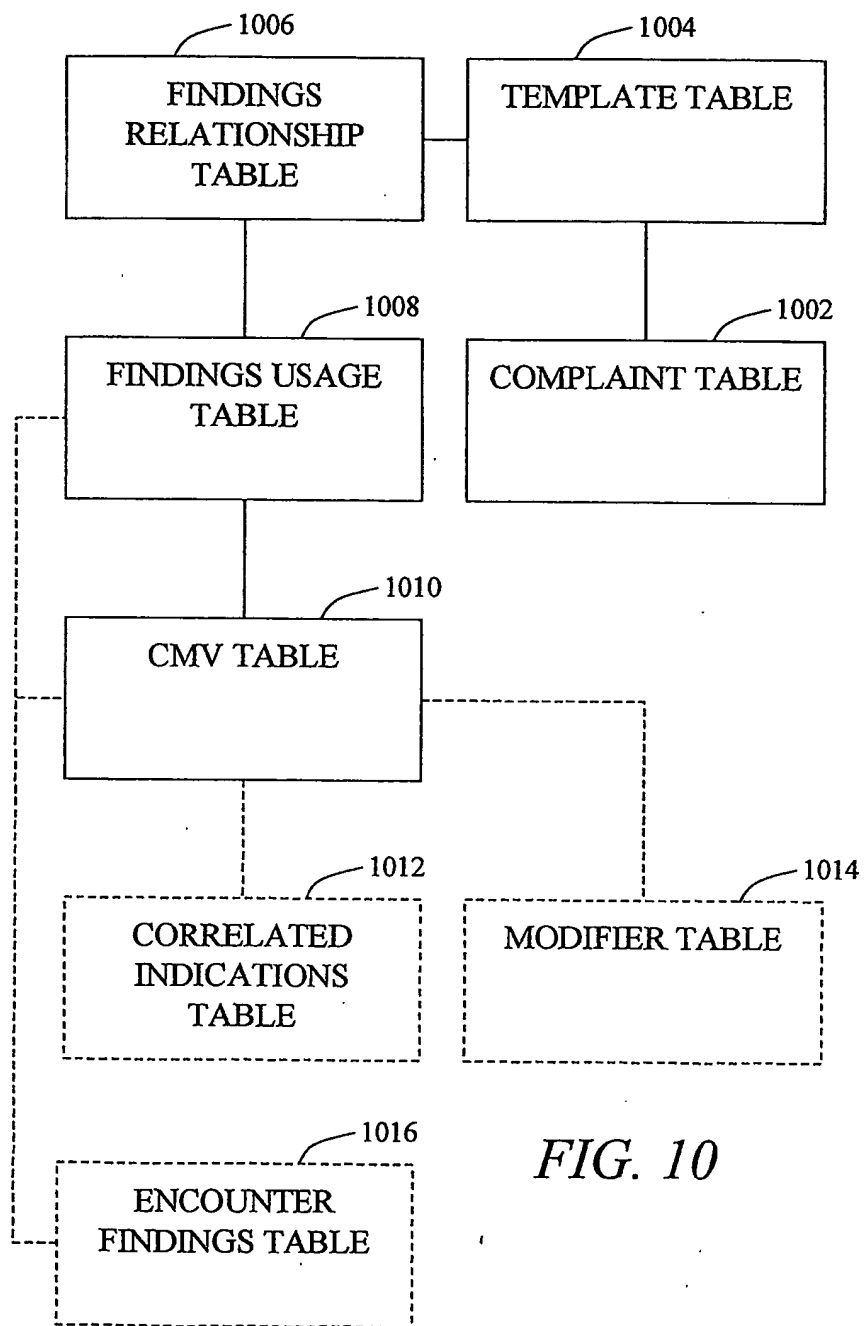 1006
FINDINGS
RELATIONSHIP
TABLE
1004
TEMPLATE TABLE
1008
FINDINGS USAGE
TABLE
1002
COMPLAINT TABLE
1010
CMV TABLE
1012
CORRELATED
INDICATIONS
TABLE
1014
MODIFIER TABLE
1016
ENCOUNTER
FINDINGS TABLE
FIG. 10